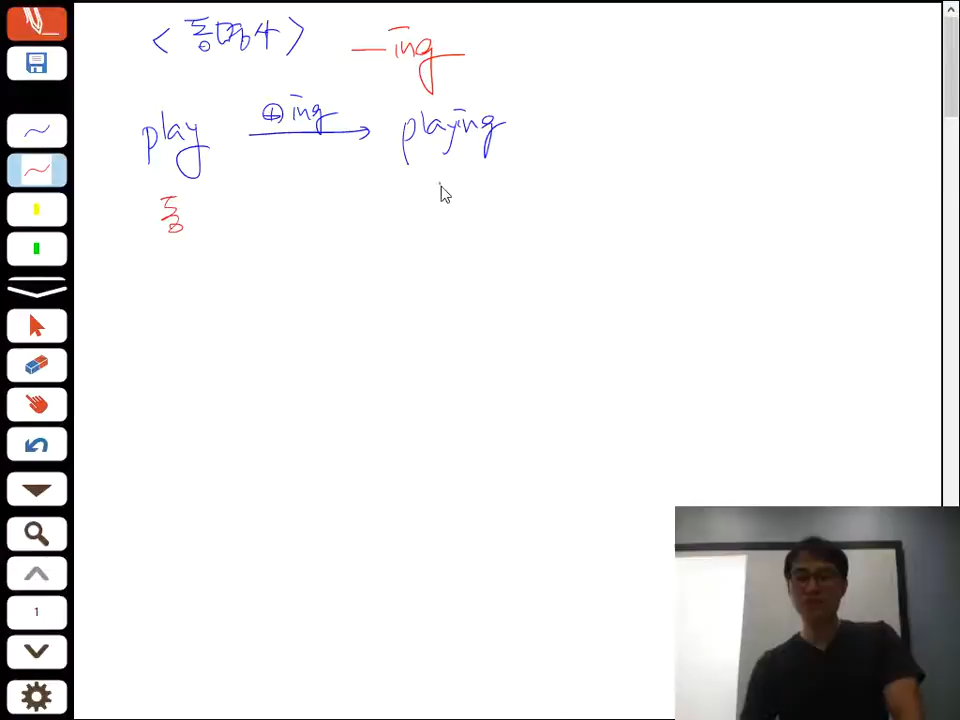 < 동명사 > —ing
play ⊕ing → playing
동
1